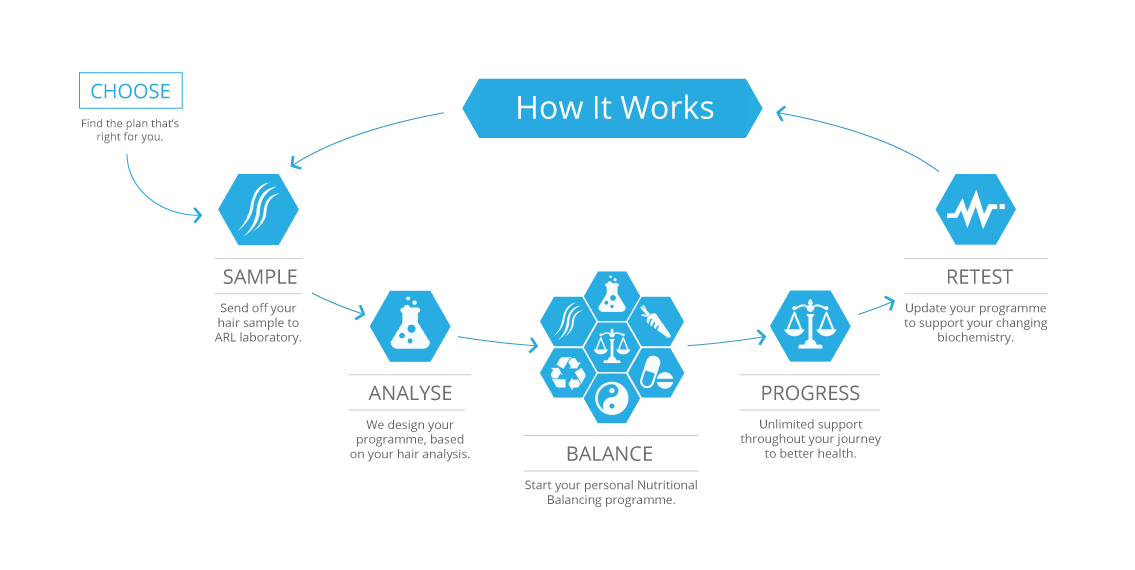 How It Works
CHOOSE
Find the plan that's
right for you.
SAMPLE
Send off your
hair sample to
ARL laboratory.
ANALYSE
We design your
programme, based
on your hair analysis.
BALANCE
Start your personal Nutritional
Balancing programme.
PROGRESS
Unlimited support
throughout your journey
to better health.
RETEST
Update your programme
to support your changing
biochemistry.